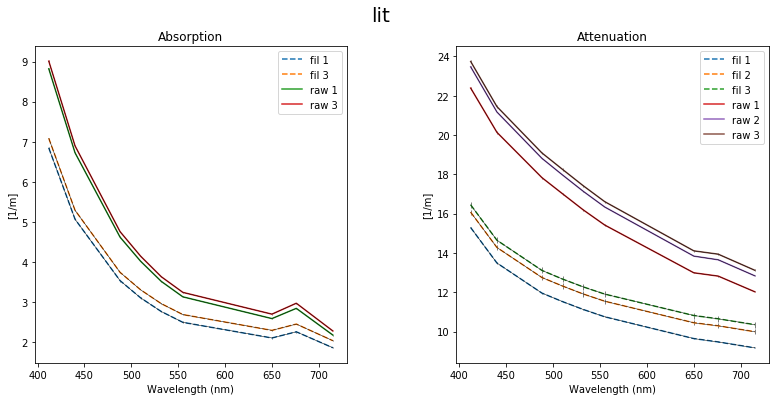 lit
Absorption
[1/m]
9
8
7
6
5
4
3
2
400 450 500 550 600 650 700
Wavelength (nm)
fil 1
fil 3
raw 1
raw 3
Attenuation
[1/m]
24
22
20
18
16
14
12
10
400 450 500 550 600 650 700
Wavelength (nm)
fil 1
fil 2
fil 3
raw 1
raw 2
raw 3